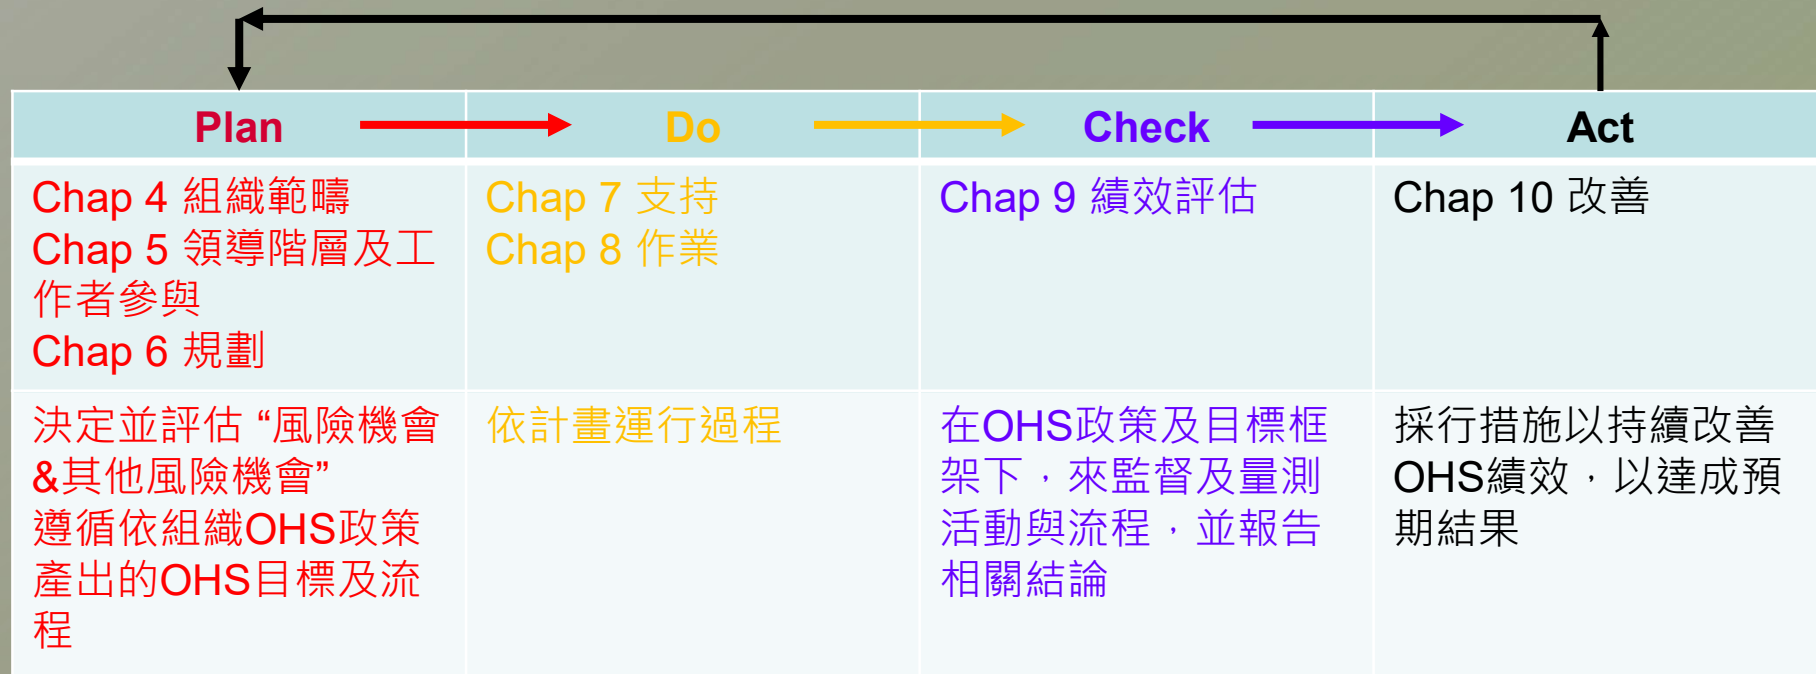 Plan
Do
Check
Act
Chap 4 組織範疇
Chap 5 領導階層及工
作者參與
Chap 6 規劃
Chap 7 支持
Chap 8 作業
Chap 9 績效評估
Chap 10 改善
決定並評估 “風險機會
&其他風險機會”
遵循依組織OHS政策
產出的OHS目標及流
程
依計畫運行過程
在OHS政策及目標框
架下，來監督及量測
活動與流程，並報告
相關結論
採行措施以持續改善
OHS績效，以達成預
期結果